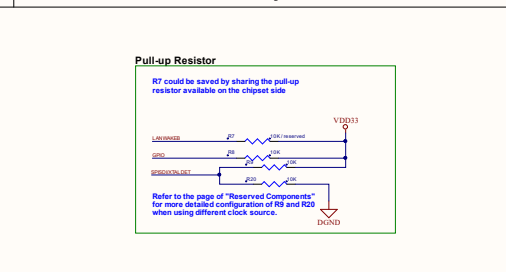 Pull-up Resistor
R7 could be saved by sharing the pull-up
resistor available on the chipset side
VDD33
LANWAKEB R7 10K / reserved
GPIO R8 10K
R9 10K
SPISDI/XTALDET
R20 10K
Refer to the page of "Reserved Components"
for more detailed configuration of R9 and R20
when using different clock source.
DGND